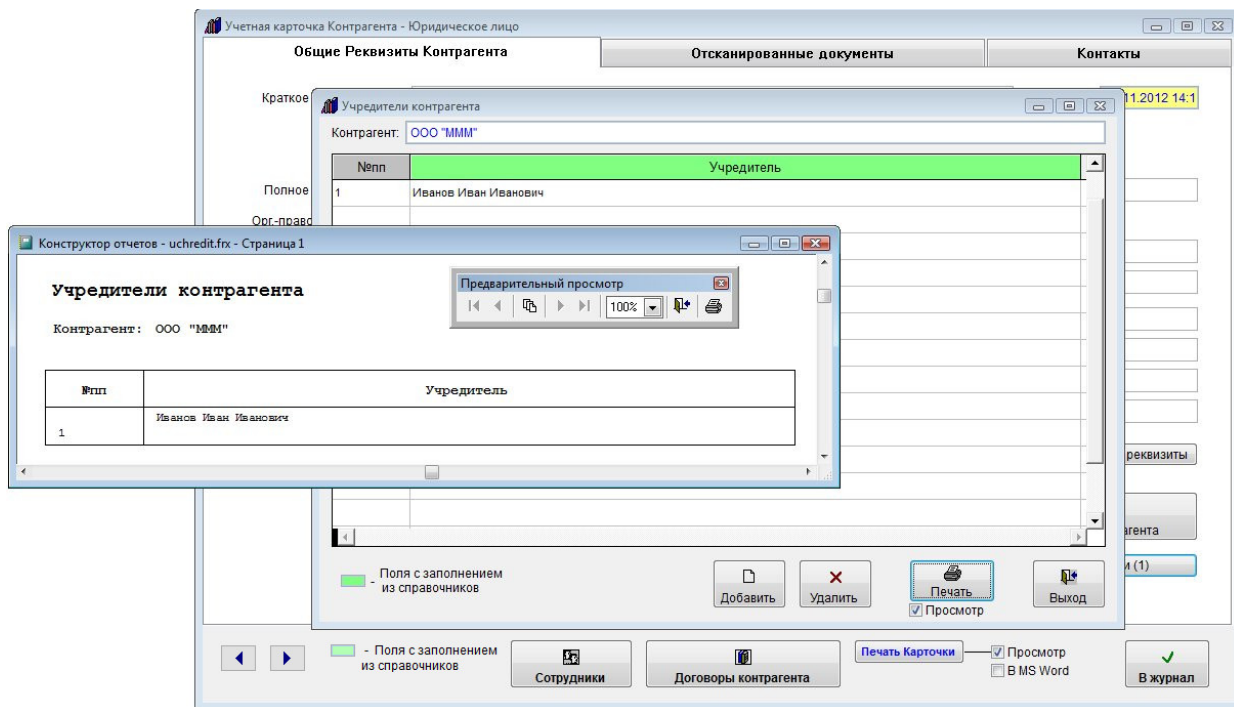 Учетная карточка Контрагента - Юридическое лицо
Общие Реквизиты Контрагента
Отсканированные документы
Контакты
Краткое
11.2012 14:1
Учредители контрагента
Контрагент: ООО "МММ"
№пп Учредитель
1 Иванов Иван Иванович
Полное
Орг.-право
Конструктор отчетов - uchredit.frx - Страница 1
Учредители контрагента
Контрагент: ООО "МММ"
Предварительный просмотр
100%
№пп Учредитель
Иванов Иван Иванович
1
реквизиты
агента
и (1)
- Поля с заполнением
из справочников
Добавить
Удалить
Печать
Просмотр
Выход
- Поля с заполнением
из справочников
Сотрудники
Договоры контрагента
Печать Карточки
Просмотр
В MS Word
В журнал